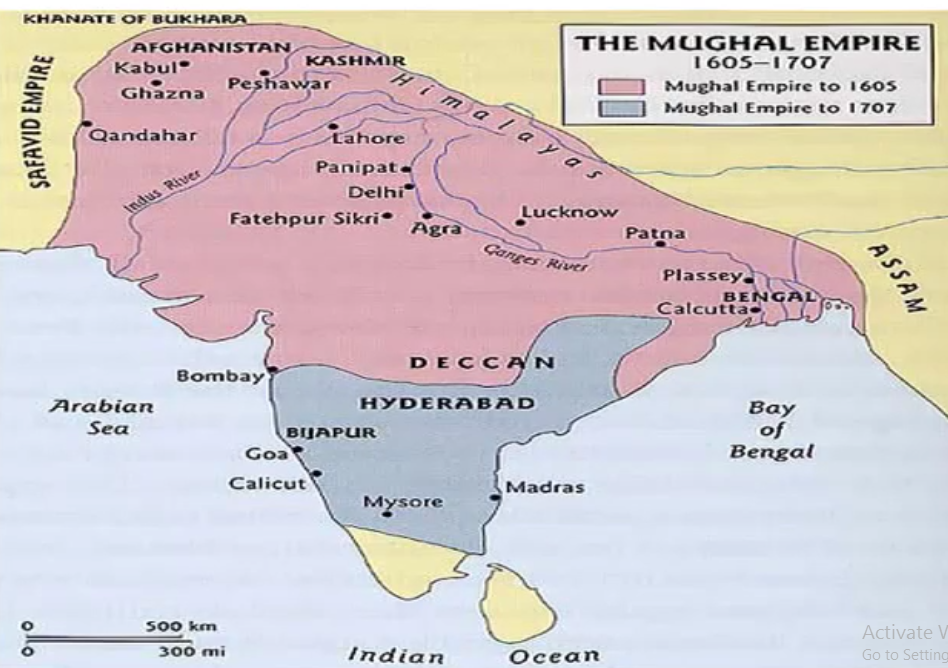 KHANATE OF BUKHARA
THE MUGHAL EMPIRE
1605–1707
Mughal Empire to 1605
Mughal Empire to 1707
SAFAVID EMPIRE
AFGHANISTAN
Kabul
Ghazna
Peshawar
KASHMIR
Himalayas
Qandahar
Lahore
Indus River
Panipat
Delhi
Fatehpur Sikri
Agra
Lucknow
Ganges River
Patna
ASSAM
Plassey
BENGAL
Calcutta
DECCAN
Bombay
HYDERABAD
Arabian
Sea
Bay
of
Bengal
BIJAPUR
Goa
Calicut
Madras
Mysore
0 500 km
0 300 mi
Indian Ocean
Activate W
Go to Setting